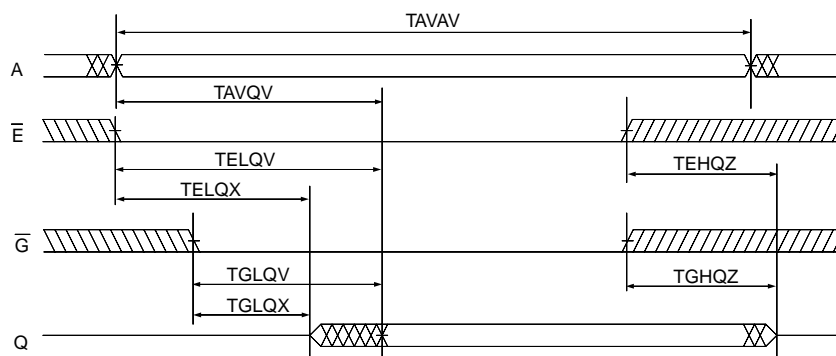 TAVAV
A
TAVQV
E̅
TELQV
TEHQZ
TELQX
G̅
TGLQV
TGHQZ
TGLQX
Q